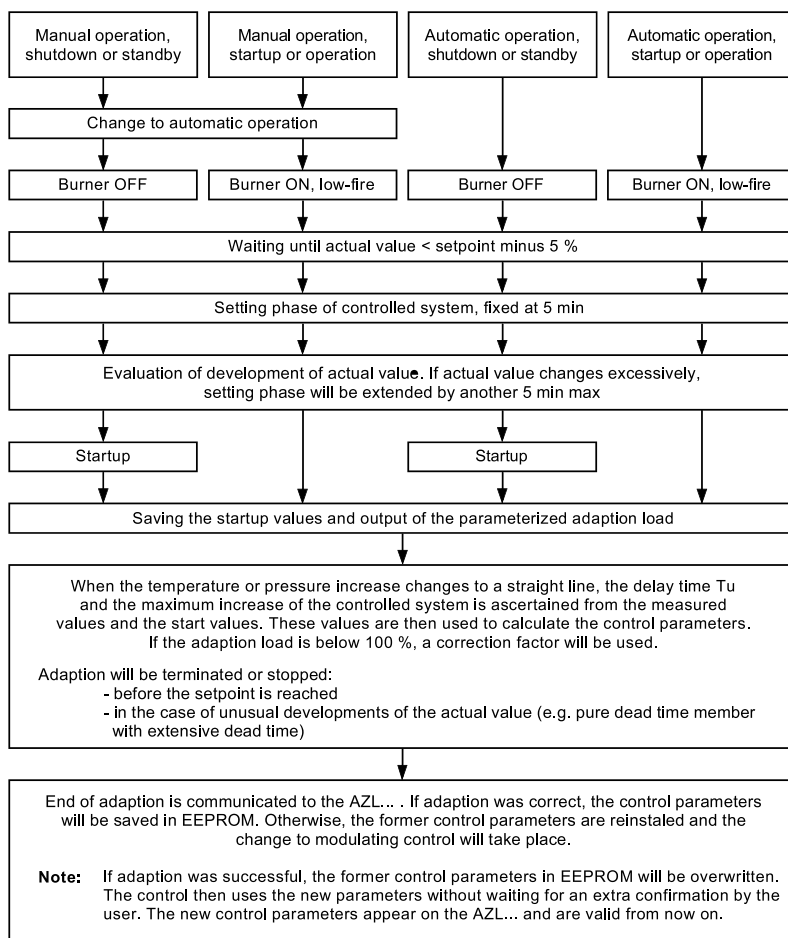 Manual operation,
shutdown or standby
Manual operation,
startup or operation
Automatic operation,
shutdown or standby
Automatic operation,
startup or operation
Change to automatic operation
Burner OFF
Burner ON, low-fire
Burner OFF
Burner ON, low-fire
Waiting until actual value < setpoint minus 5 %
Setting phase of controlled system, fixed at 5 min
Evaluation of development of actual value. If actual value changes excessively,
setting phase will be extended by another 5 min max
Startup
Startup
Saving the startup values and output of the parameterized adaption load
When the temperature or pressure increase changes to a straight line, the delay time Tu
and the maximum increase of the controlled system is ascertained from the measured
values and the start values. These values are then used to calculate the control parameters.
If the adaption load is below 100 %, a correction factor will be used.
Adaption will be terminated or stopped:
- before the setpoint is reached
- in the case of unusual developments of the actual value (e.g. pure dead time member
with extensive dead time)
End of adaption is communicated to the AZL... . If adaption was correct, the control parameters
will be saved in EEPROM. Otherwise, the former control parameters are reinstaled and the
change to modulating control will take place.
Note: If adaption was successful, the former control parameters in EEPROM will be overwritten.
The control then uses the new parameters without waiting for an extra confirmation by the
user. The new control parameters appear on the AZL... and are valid from now on.